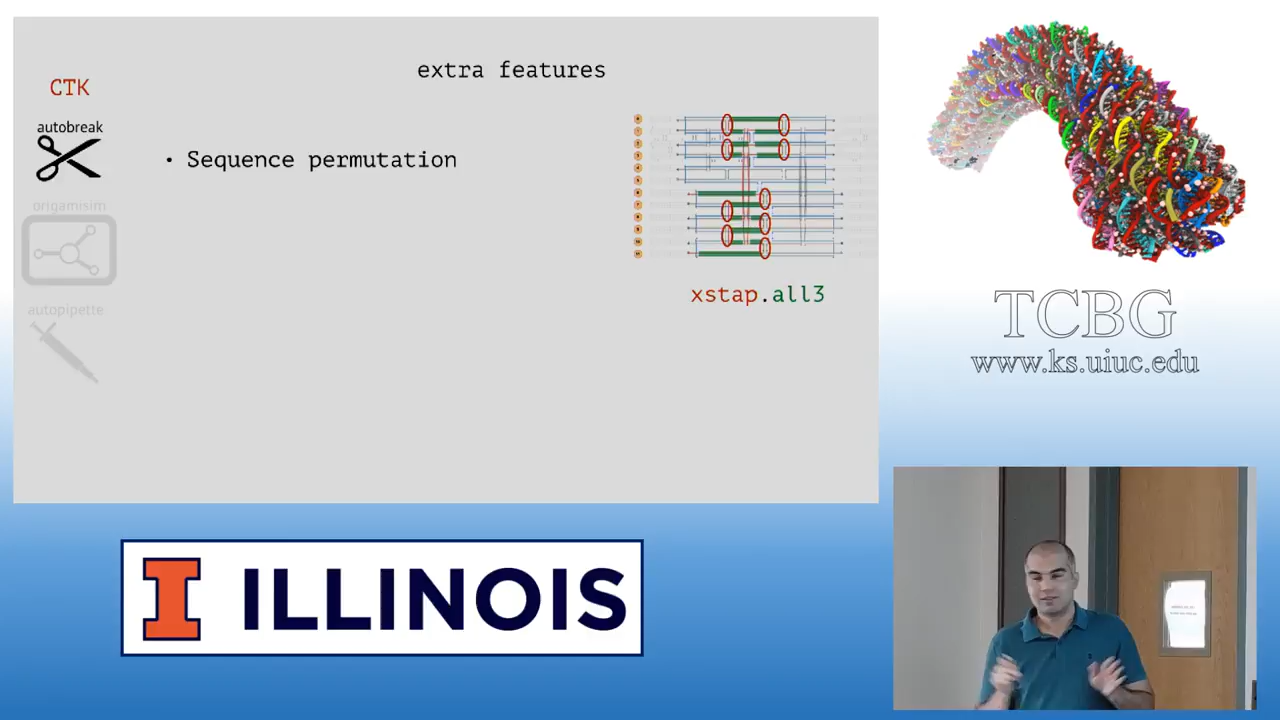 extra features
CTK
autobreak
• Sequence permutation
origamisim
autopipette
xstap.all3
TCBG
www.ks.uiuc.edu
I ILLINOIS